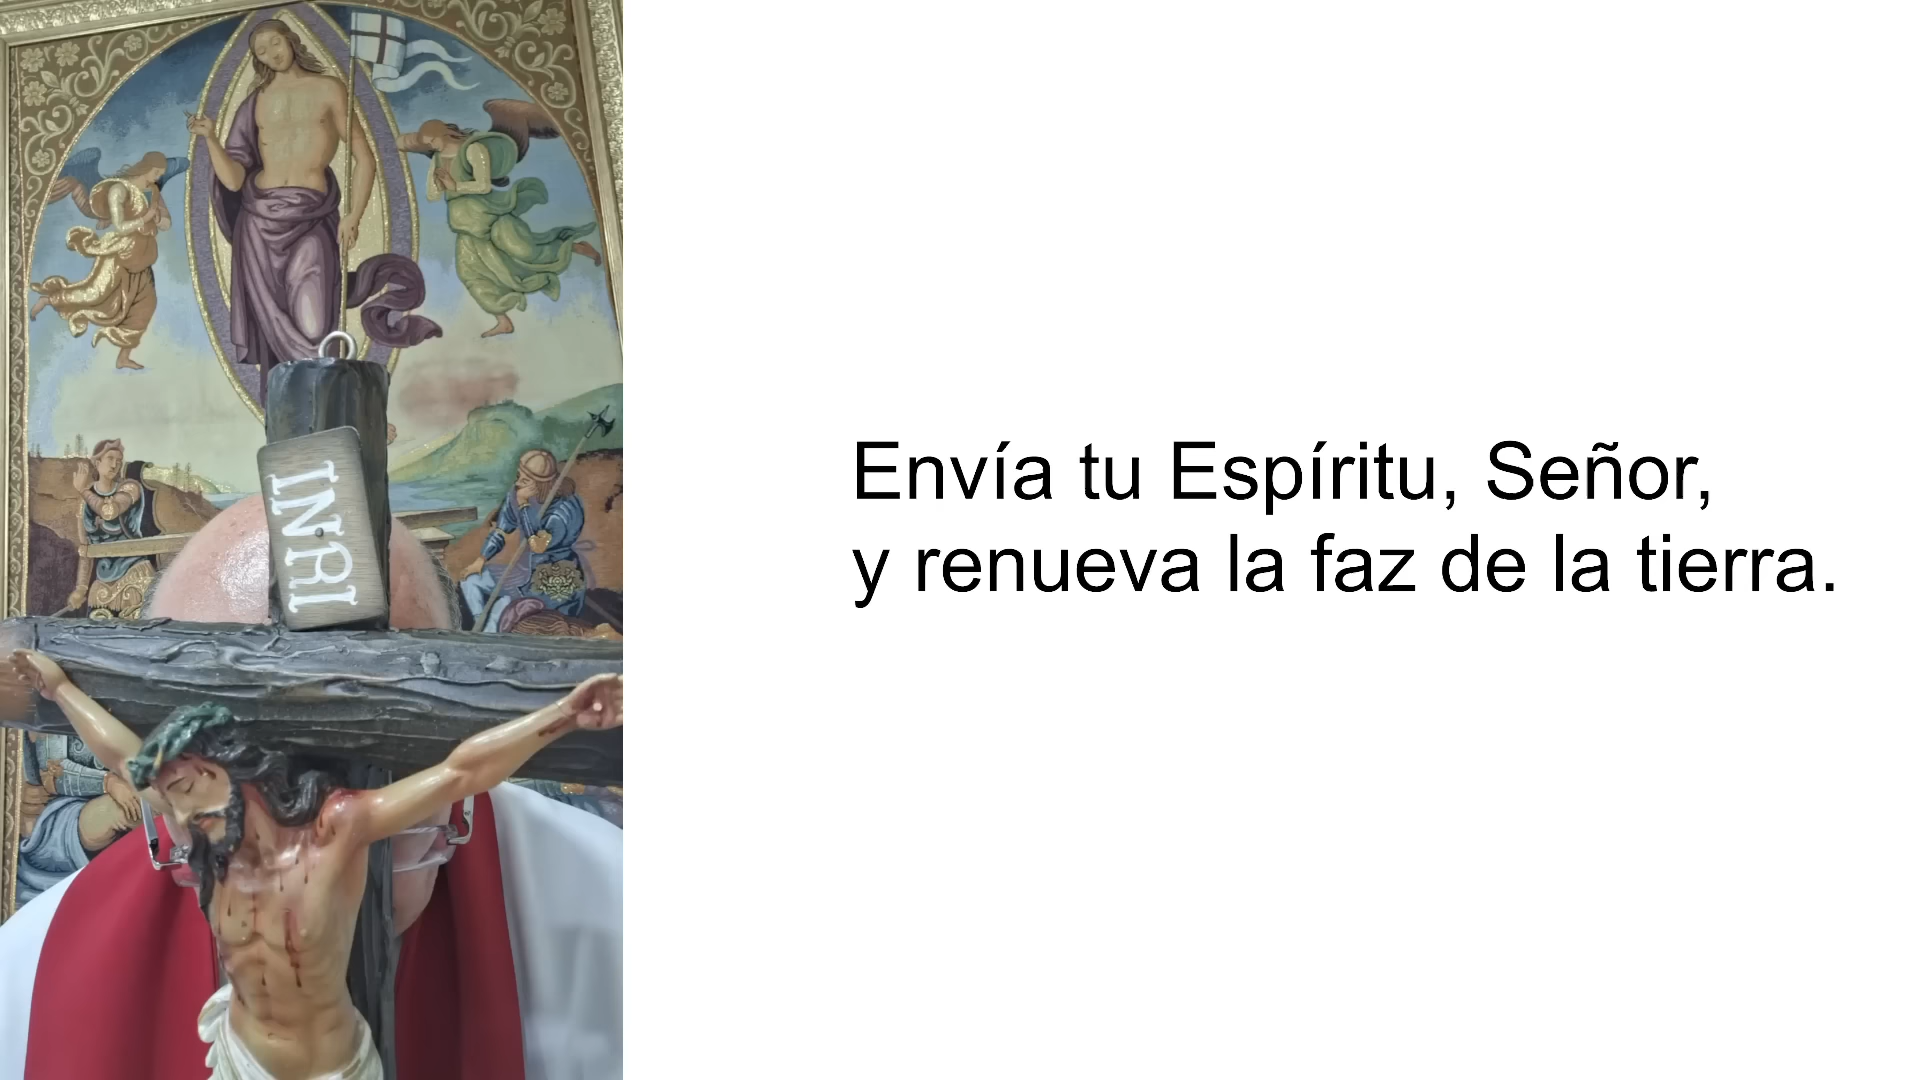 INRI
Envía tu Espíritu, Señor,
y renueva la faz de la tierra.